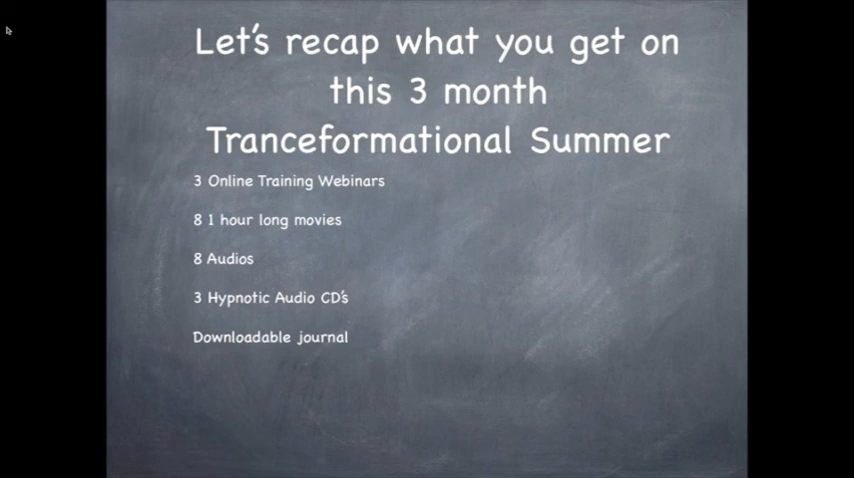 Let's recap what you get on
this 3 month
Tranceformational Summer
3 Online Training Webinars
8 1 hour long movies
8 Audios
3 Hypnotic Audio CD's
Downloadable journal